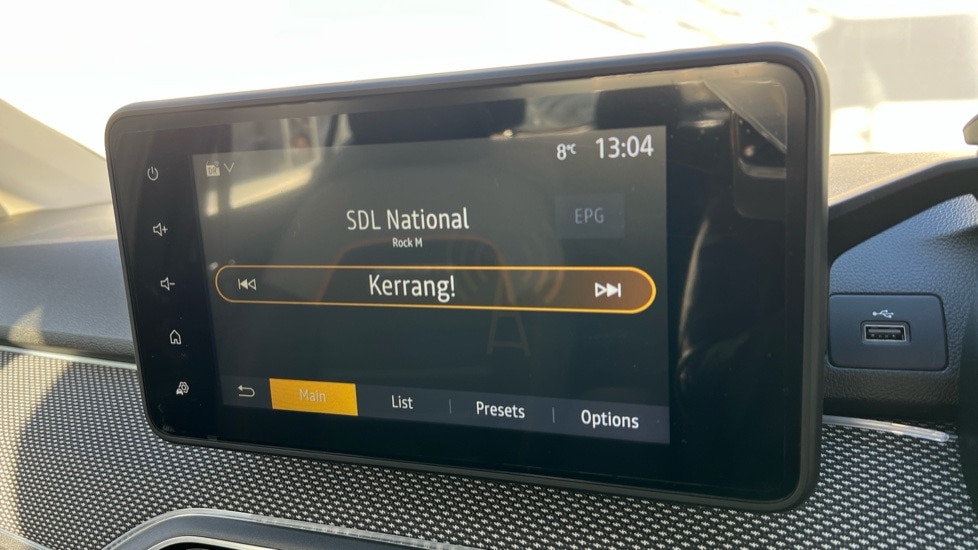 8°C 13:04
SDL National
EPG
Rock M
Kerrang!
Main List Presets Options